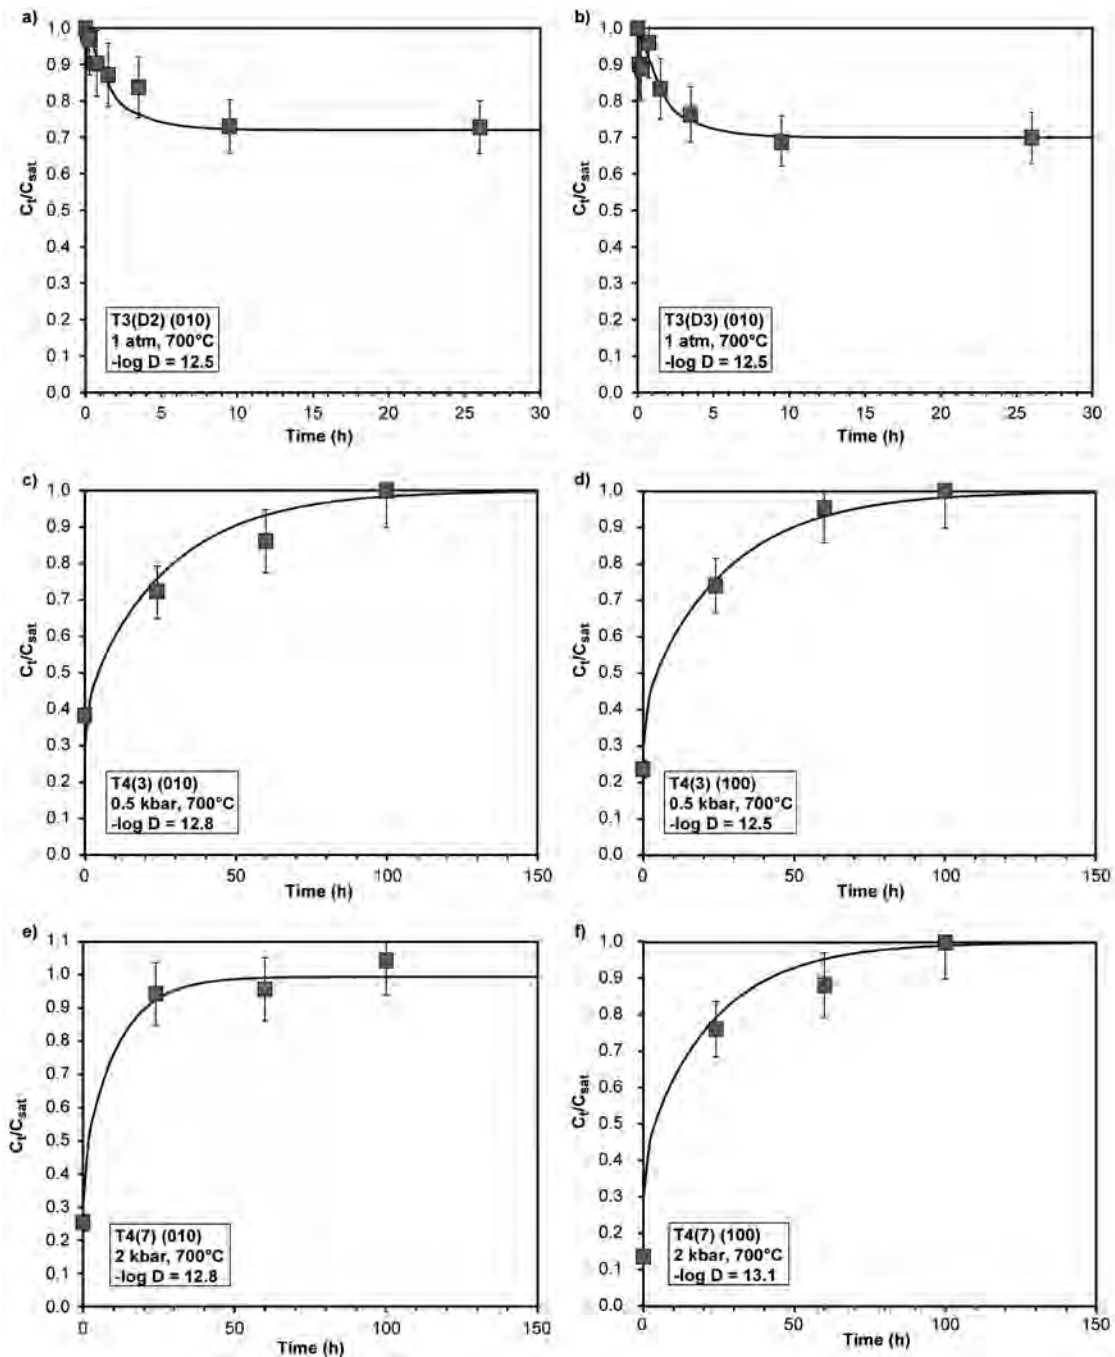 a)
1.0
0.9
0.8
0.7
0.6
0.5
0.4
0.3
0.2
0.1
0.0
Ct/Csat
T3(D2) (010)
1 atm, 700°C
-log D = 12.5
0 5 10 15 20 25 30
Time (h)
b)
1.0
0.9
0.8
0.7
0.6
0.5
0.4
0.3
0.2
0.1
0.0
Ct/Csat
T3(D3) (010)
1 atm, 700°C
-log D = 12.5
0 5 10 15 20 25 30
Time (h)
c)
1.0
0.9
0.8
0.7
0.6
0.5
0.4
0.3
0.2
0.1
0.0
Ct/Csat
T4(3) (010)
0.5 kbar, 700°C
-log D = 12.8
0 50 100 150
Time (h)
d)
1.0
0.9
0.8
0.7
0.6
0.5
0.4
0.3
0.2
0.1
0.0
Ct/Csat
T4(3) (100)
0.5 kbar, 700°C
-log D = 12.5
0 50 100 150
Time (h)
e)
1.1
1.0
0.9
0.8
0.7
0.6
0.5
0.4
0.3
0.2
0.1
0.0
Ct/Csat
T4(7) (010)
2 kbar, 700°C
-log D = 12.8
0 50 100 150
Time (h)
f)
1.0
0.9
0.8
0.7
0.6
0.5
0.4
0.3
0.2
0.1
0.0
Ct/Csat
T4(7) (100)
2 kbar, 700°C
-log D = 13.1
0 50 100 150
Time (h)